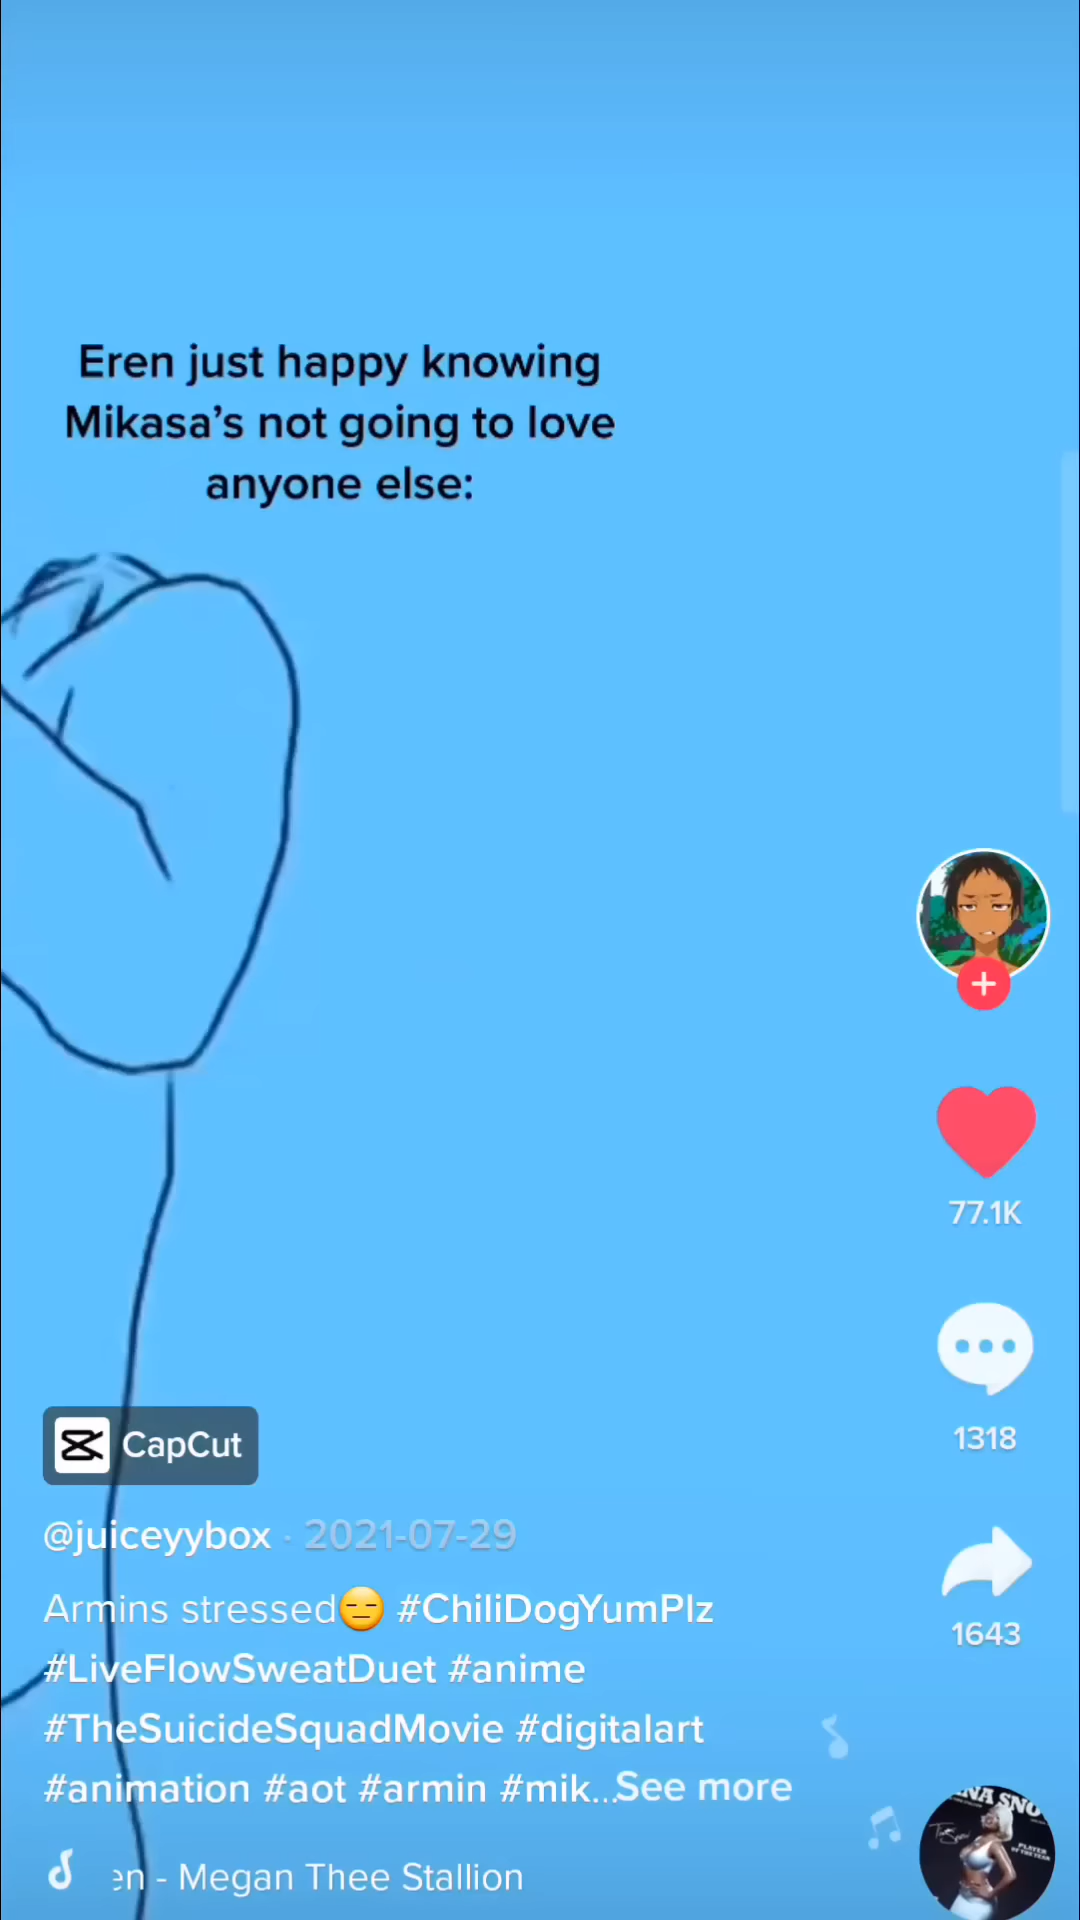 Eren just happy knowing
Mikasa’s not going to love
anyone else:
77.1K
1318
1643
CapCut
@juiceyybox · 2021-07-29
Armins stressed😑 #ChiliDogYumPlz
#LiveFlowSweatDuet #anime
#TheSuicideSquadMovie #digitalart
#animation #aot #armin #mik...See more
en - Megan Thee Stallion